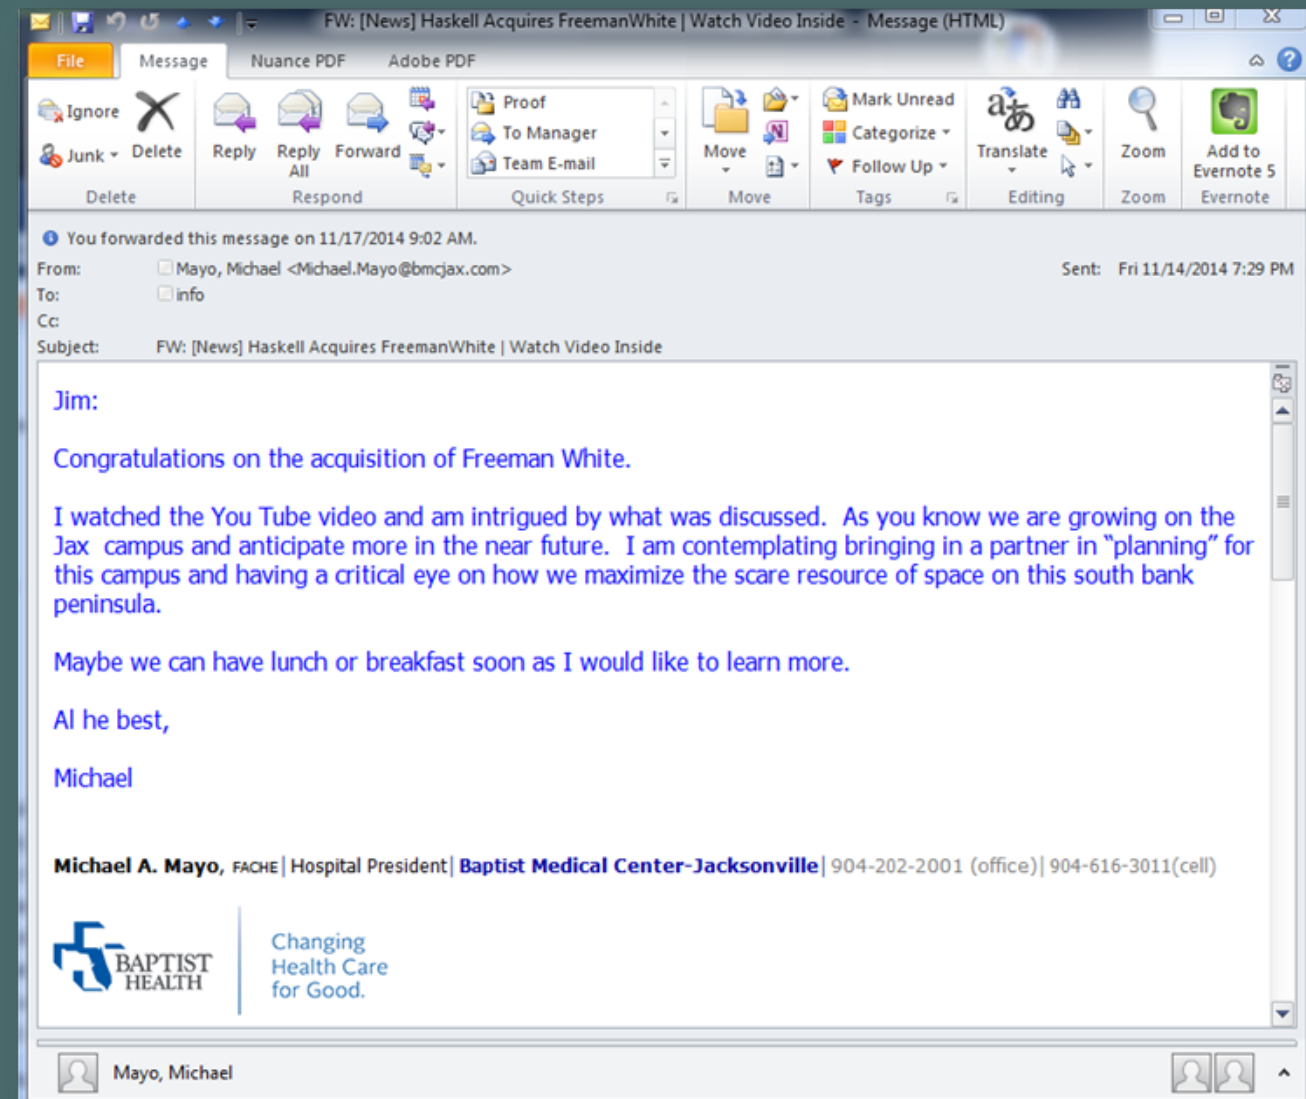 FW: [News] Haskell Acquires FreemanWhite | Watch Video Inside - Message (HTML)
File Message Nuance PDF Adobe PDF
Ignore
Junk
Delete
Reply
Reply All
Forward
Proof
To Manager
Team E-mail
Move
Mark Unread
Categorize
Follow Up
Translate
Zoom
Add to Evernote 5
Delete Respond Quick Steps Move Tags Editing Zoom Evernote
You forwarded this message on 11/17/2014 9:02 AM.
From: Mayo, Michael <Michael.Mayo@bmcjax.com> Sent: Fri 11/14/2014 7:29 PM
To: info
Cc:
Subject: FW: [News] Haskell Acquires FreemanWhite | Watch Video Inside
Jim:
Congratulations on the acquisition of Freeman White.
I watched the You Tube video and am intrigued by what was discussed. As you know we are growing on the
Jax campus and anticipate more in the near future. I am contemplating bringing in a partner in “planning” for
this campus and having a critical eye on how we maximize the scare resource of space on this south bank
peninsula.
Maybe we can have lunch or breakfast soon as I would like to learn more.
Al he best,
Michael
Michael A. Mayo, FACHE| Hospital President| Baptist Medical Center-Jacksonville| 904-202-2001 (office)| 904-616-3011(cell)
BAPTIST
HEALTH
Changing
Health Care
for Good.
Mayo, Michael